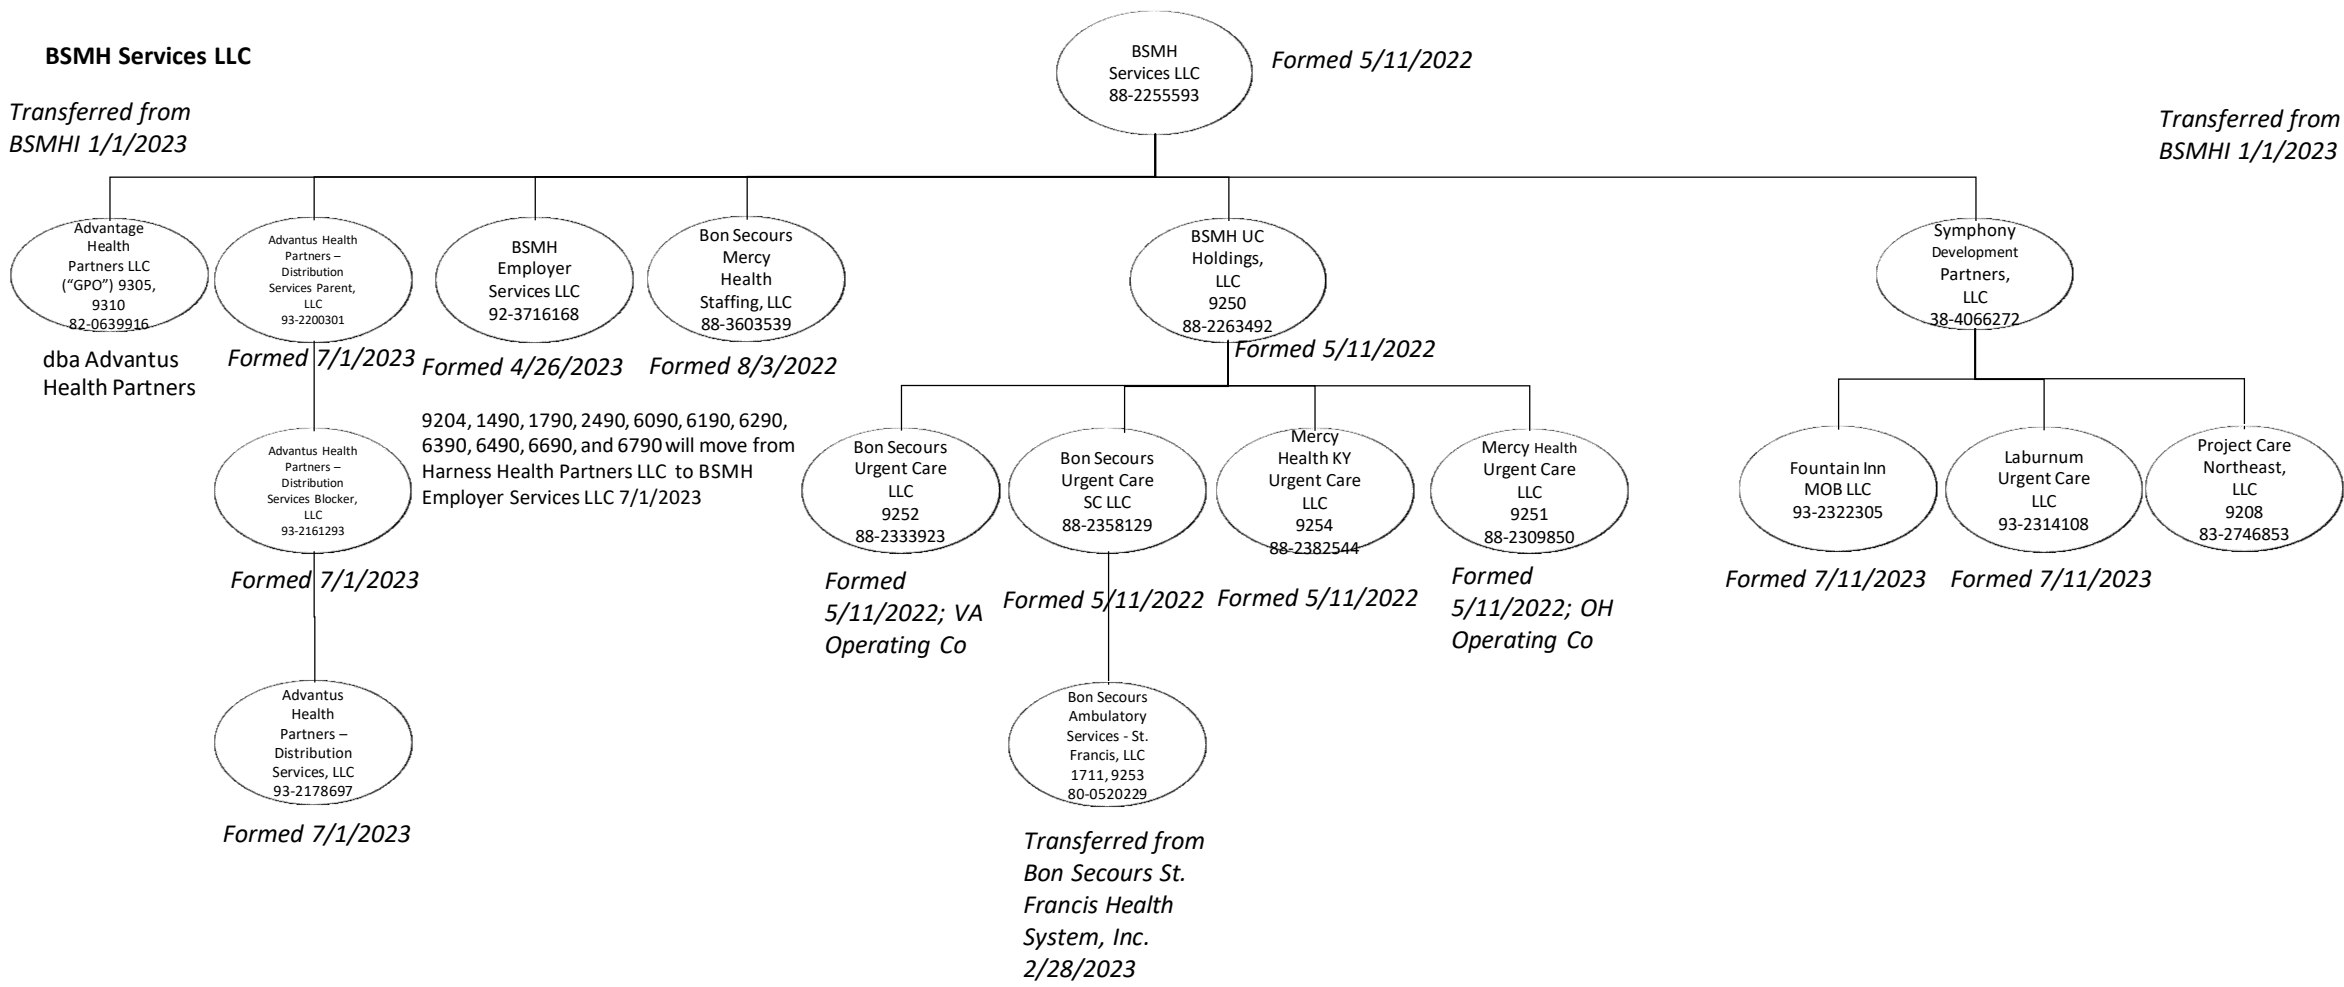 BSMH Services LLC
BSMH
Services LLC
88-2255593
Formed 5/11/2022
Transferred from
BSMHI 1/1/2023
Transferred from
BSMHI 1/1/2023
Advantage
Health
Partners LLC
(“GPO”) 9305,
9310
82-0639916
dba Advantus
Health Partners
Advantus Health
Partners –
Distribution
Services Parent,
LLC
93-2200301
Formed 7/1/2023
BSMH
Employer
Services LLC
92-3716168
Formed 4/26/2023
Bon Secours
Mercy
Health
Staffing, LLC
88-3603539
Formed 8/3/2022
BSMH UC
Holdings,
LLC
9250
88-2263492
Formed 5/11/2022
Symphony
Development
Partners,
LLC
38-4066272
9204, 1490, 1790, 2490, 6090, 6190, 6290,
6390, 6490, 6690, and 6790 will move from
Harness Health Partners LLC to BSMH
Employer Services LLC 7/1/2023
Advantus Health
Partners –
Distribution
Services Blocker,
LLC
93-2161293
Formed 7/1/2023
Bon Secours
Urgent Care
LLC
9252
88-2333923
Formed
5/11/2022; VA
Operating Co
Bon Secours
Urgent Care
SC LLC
88-2358129
Formed 5/11/2022
Mercy
Health KY
Urgent Care
LLC
9254
88-2382544
Formed 5/11/2022
Mercy Health
Urgent Care
LLC
9251
88-2309850
Formed
5/11/2022; OH
Operating Co
Fountain Inn
MOB LLC
93-2322305
Formed 7/11/2023
Laburnum
Urgent Care
LLC
93-2314108
Formed 7/11/2023
Project Care
Northeast,
LLC
9208
83-2746853
Advantus
Health
Partners –
Distribution
Services, LLC
93-2178697
Formed 7/1/2023
Bon Secours
Ambulatory
Services - St.
Francis, LLC
1711, 9253
80-0520229
Transferred from
Bon Secours St.
Francis Health
System, Inc.
2/28/2023